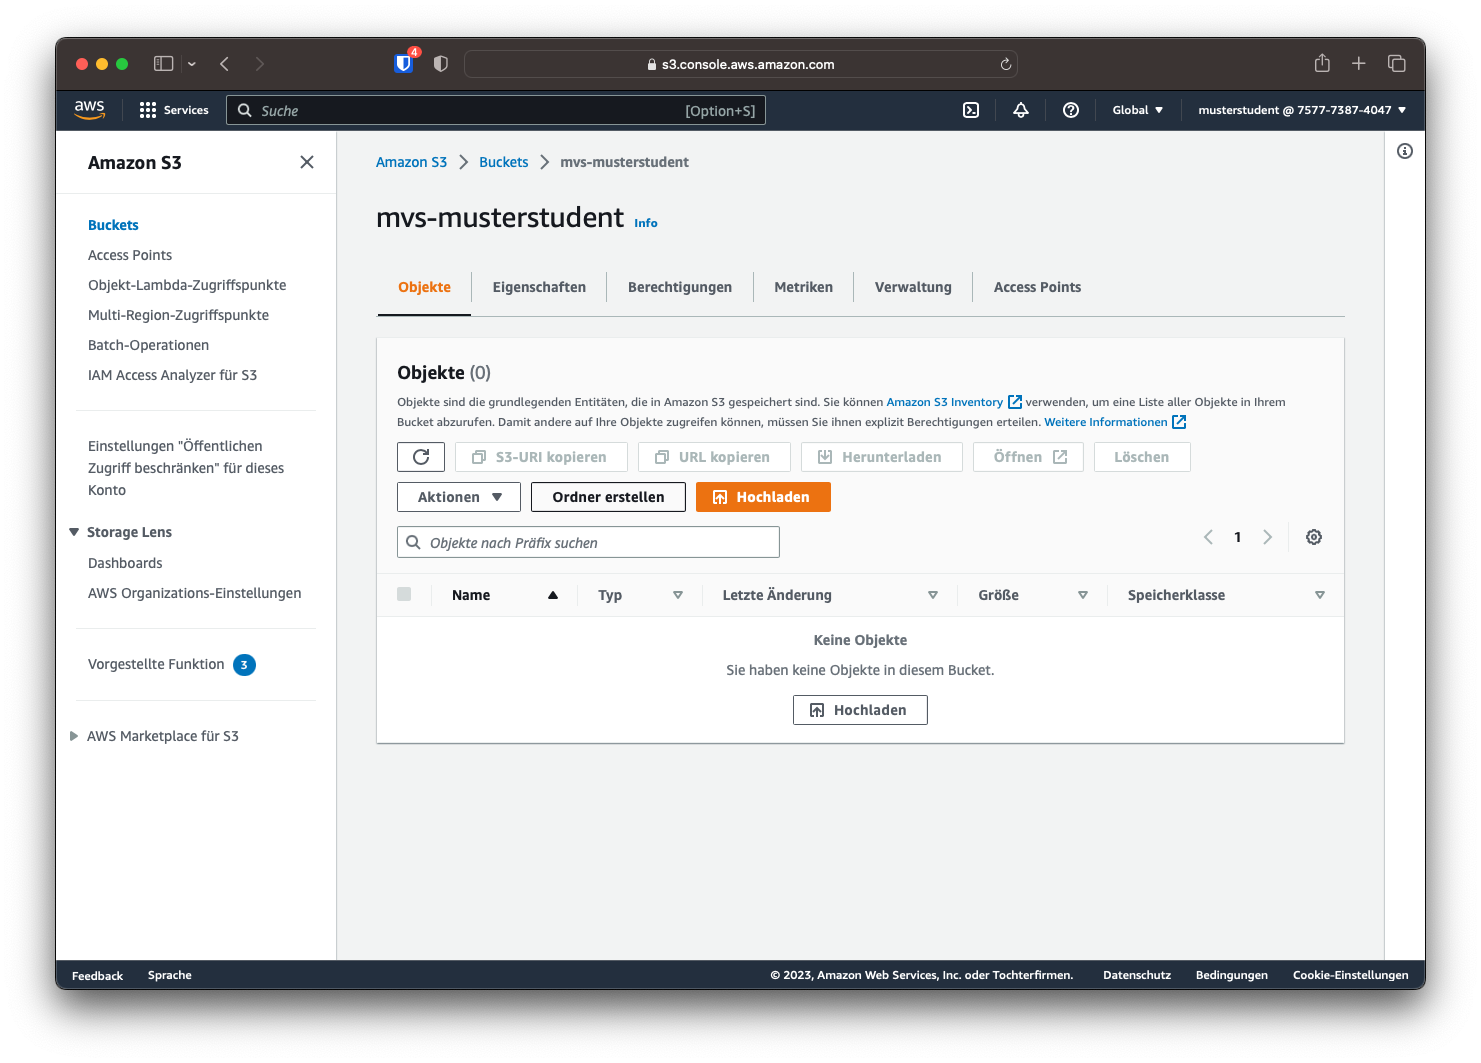 4
s3.console.aws.amazon.com
aws
Services
Suche
[Option+S]
Global
musterstudent @ 7577-7387-4047
Amazon S3
Buckets
Access Points
Objekt-Lambda-Zugriffspunkte
Multi-Region-Zugriffspunkte
Batch-Operationen
IAM Access Analyzer für S3
Einstellungen "Öffentlichen
Zugriff beschränken" für dieses
Konto
Storage Lens
Dashboards
AWS Organizations-Einstellungen
Vorgestellte Funktion 3
AWS Marketplace für S3
Amazon S3 Buckets mvs-musterstudent
mvs-musterstudent Info
Objekte Eigenschaften Berechtigungen Metriken Verwaltung Access Points
Objekte (0)
Objekte sind die grundlegenden Entitäten, die in Amazon S3 gespeichert sind. Sie können Amazon S3 Inventory verwenden, um eine Liste aller Objekte in Ihrem
Bucket abzurufen. Damit andere auf Ihre Objekte zugreifen können, müssen Sie ihnen explizit Berechtigungen erteilen. Weitere Informationen
S3-URI kopieren URL kopieren Herunterladen Öffnen Löschen
Aktionen Ordner erstellen Hochladen
Objekte nach Präfix suchen
1
Name Typ Letzte Änderung Größe Speicherklasse
Keine Objekte
Sie haben keine Objekte in diesem Bucket.
Hochladen
Feedback Sprache © 2023, Amazon Web Services, Inc. oder Tochterfirmen. Datenschutz Bedingungen Cookie-Einstellungen